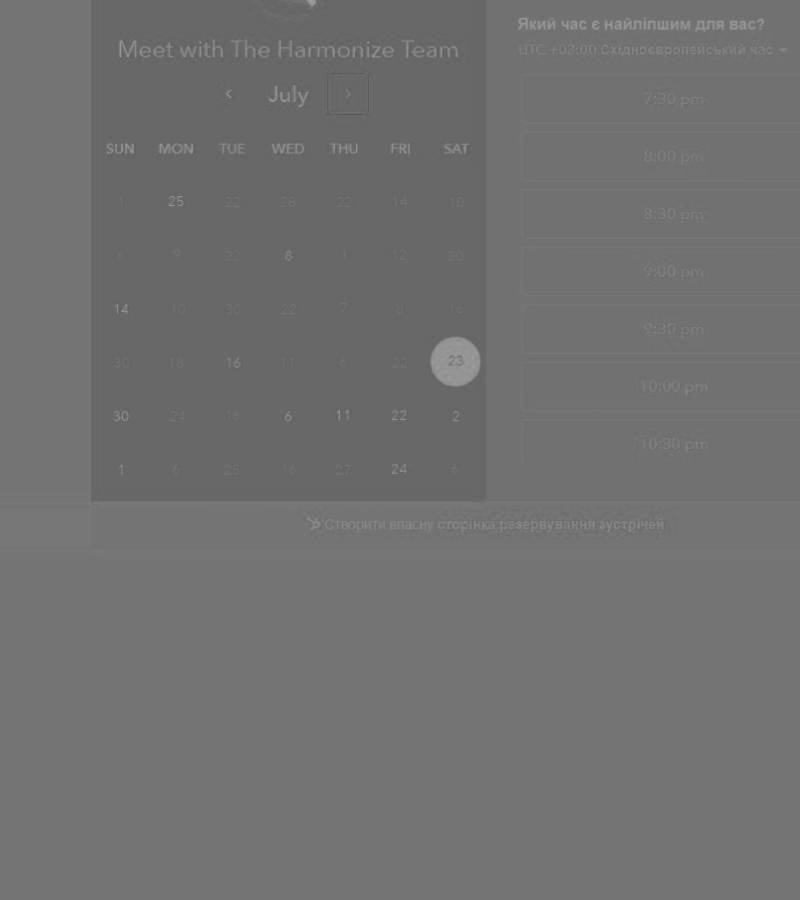 Meet with The Harmonize Team
July
SUN MON TUE WED THU FRI SAT
1 25 22 28 22 14 10
6 9 22 8 1 12 20
14 10 30 22 7 8 16
30 18 16 11 6 22 23
30 24 16 6 11 22 2
1 6 25 16 27 24 6
Який час є найліпшим для вас?
UTC +03:00 Східноєвропейський час
7:30 pm
8:00 pm
8:30 pm
9:00 pm
9:30 pm
10:00 pm
10:30 pm
Створити власну сторінка резервування зустрічей